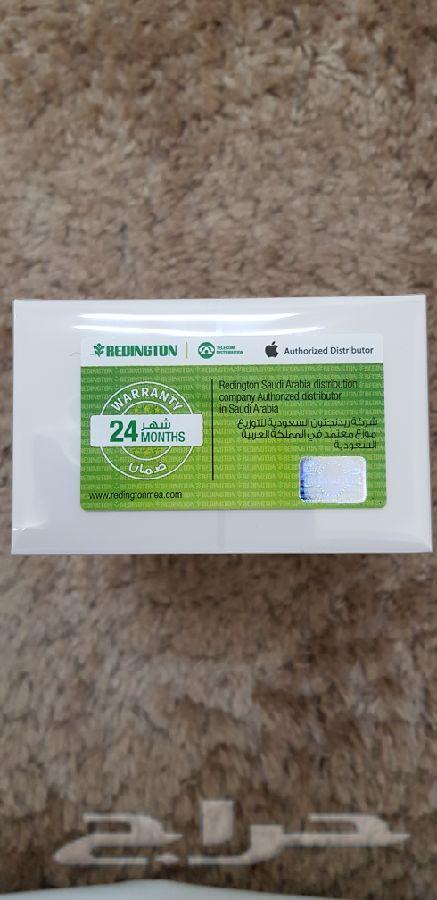 REDINGTON
TELECOM
DISTRIBUTION
Authorized Distributor
WARRANTY
24 شهر
MONTHS
ضمان
www.redingtonmea.com
Redington Saudi Arabia distribution
company Authorized distributor
in Saudi Arabia
شركة ريدينجتون السعودية للتوزيع
موزع معتمد في المملكة العربية
السعودية
حراج